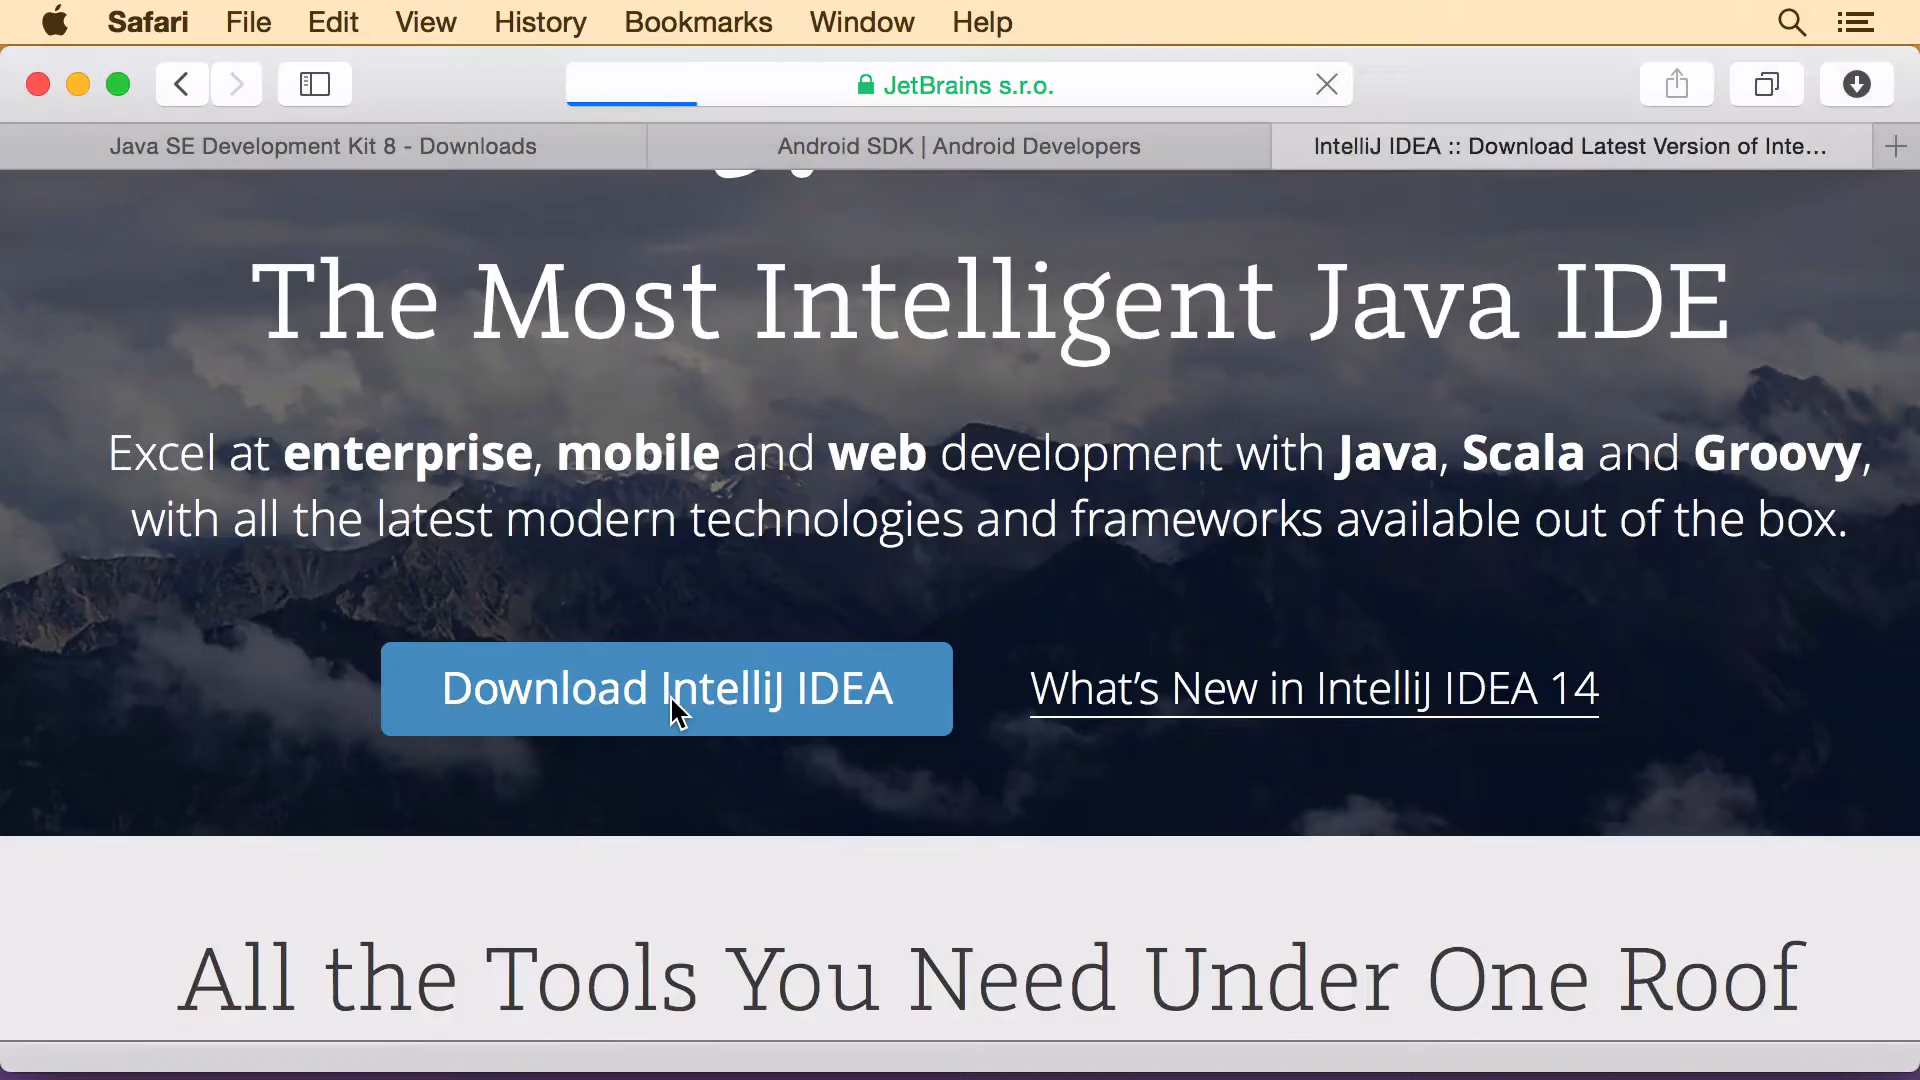 Safari File Edit View History Bookmarks Window Help
JetBrains s.r.o.
Java SE Development Kit 8 - Downloads
Android SDK | Android Developers
IntelliJ IDEA :: Download Latest Version of Inte...
The Most Intelligent Java IDE
Excel at enterprise, mobile and web development with Java, Scala and Groovy,
with all the latest modern technologies and frameworks available out of the box.
Download IntelliJ IDEA
What's New in IntelliJ IDEA 14
All the Tools You Need Under One Roof